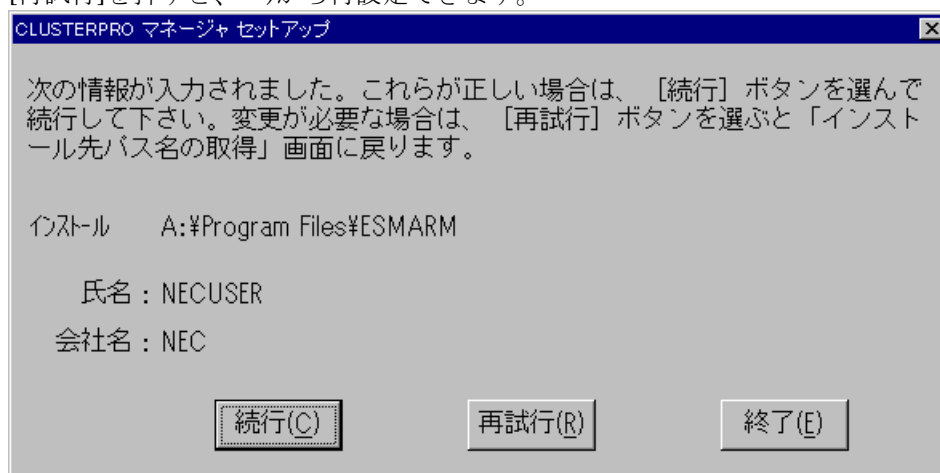 CLUSTERPRO マネージャ セットアップ
次の情報が入力されました。これらが正しい場合は、 [続行] ボタンを選んで
続行して下さい。変更が必要な場合は、 [再試行] ボタンを選ぶと「インスト
ール先パス名の取得」画面に戻ります。
インストール A:¥Program Files¥ESMARM
氏名：NECUSER
会社名：NEC
続行(C) 再試行(R) 終了(E)